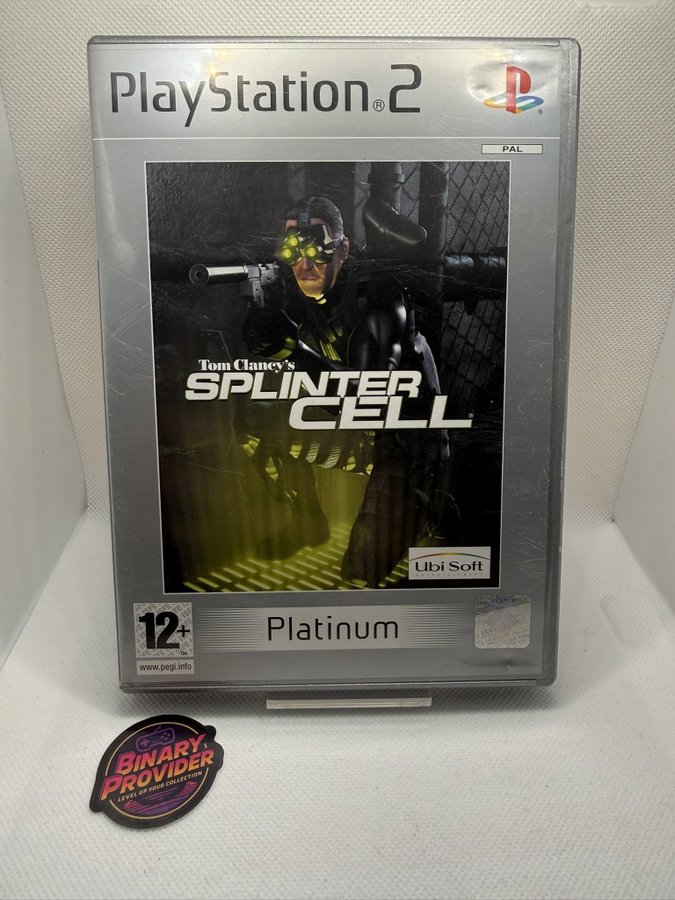 PlayStation®2
PAL
Tom Clancy's
SPLINTER
CELL
Ubi Soft
ENTERTAINMENT
12+
www.pegi.info
Platinum
BINARY
PROVIDER
LEVEL UP YOUR COLLECTION